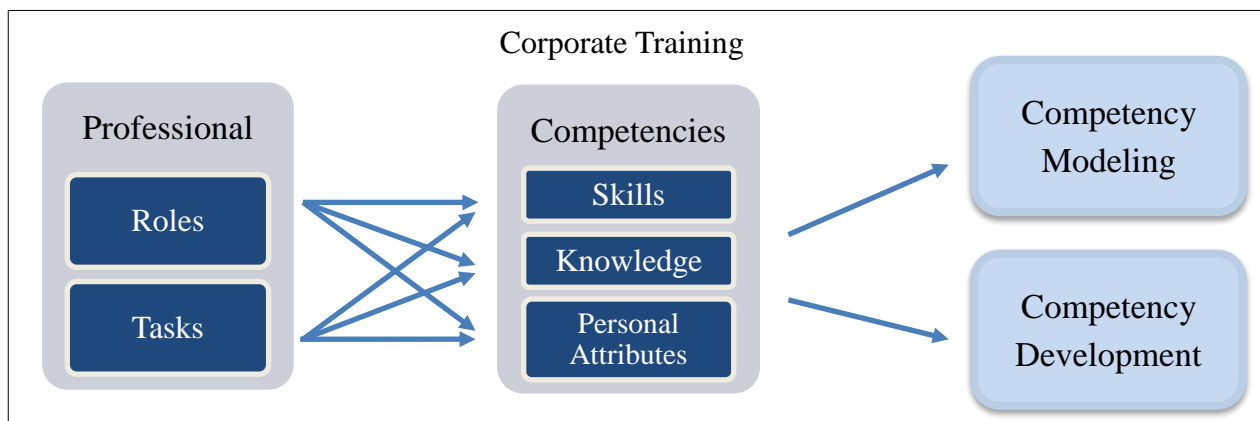 Corporate Training
Professional
Roles
Tasks
Competencies
Skills
Knowledge
Personal
Attributes
Competency
Modeling
Competency
Development